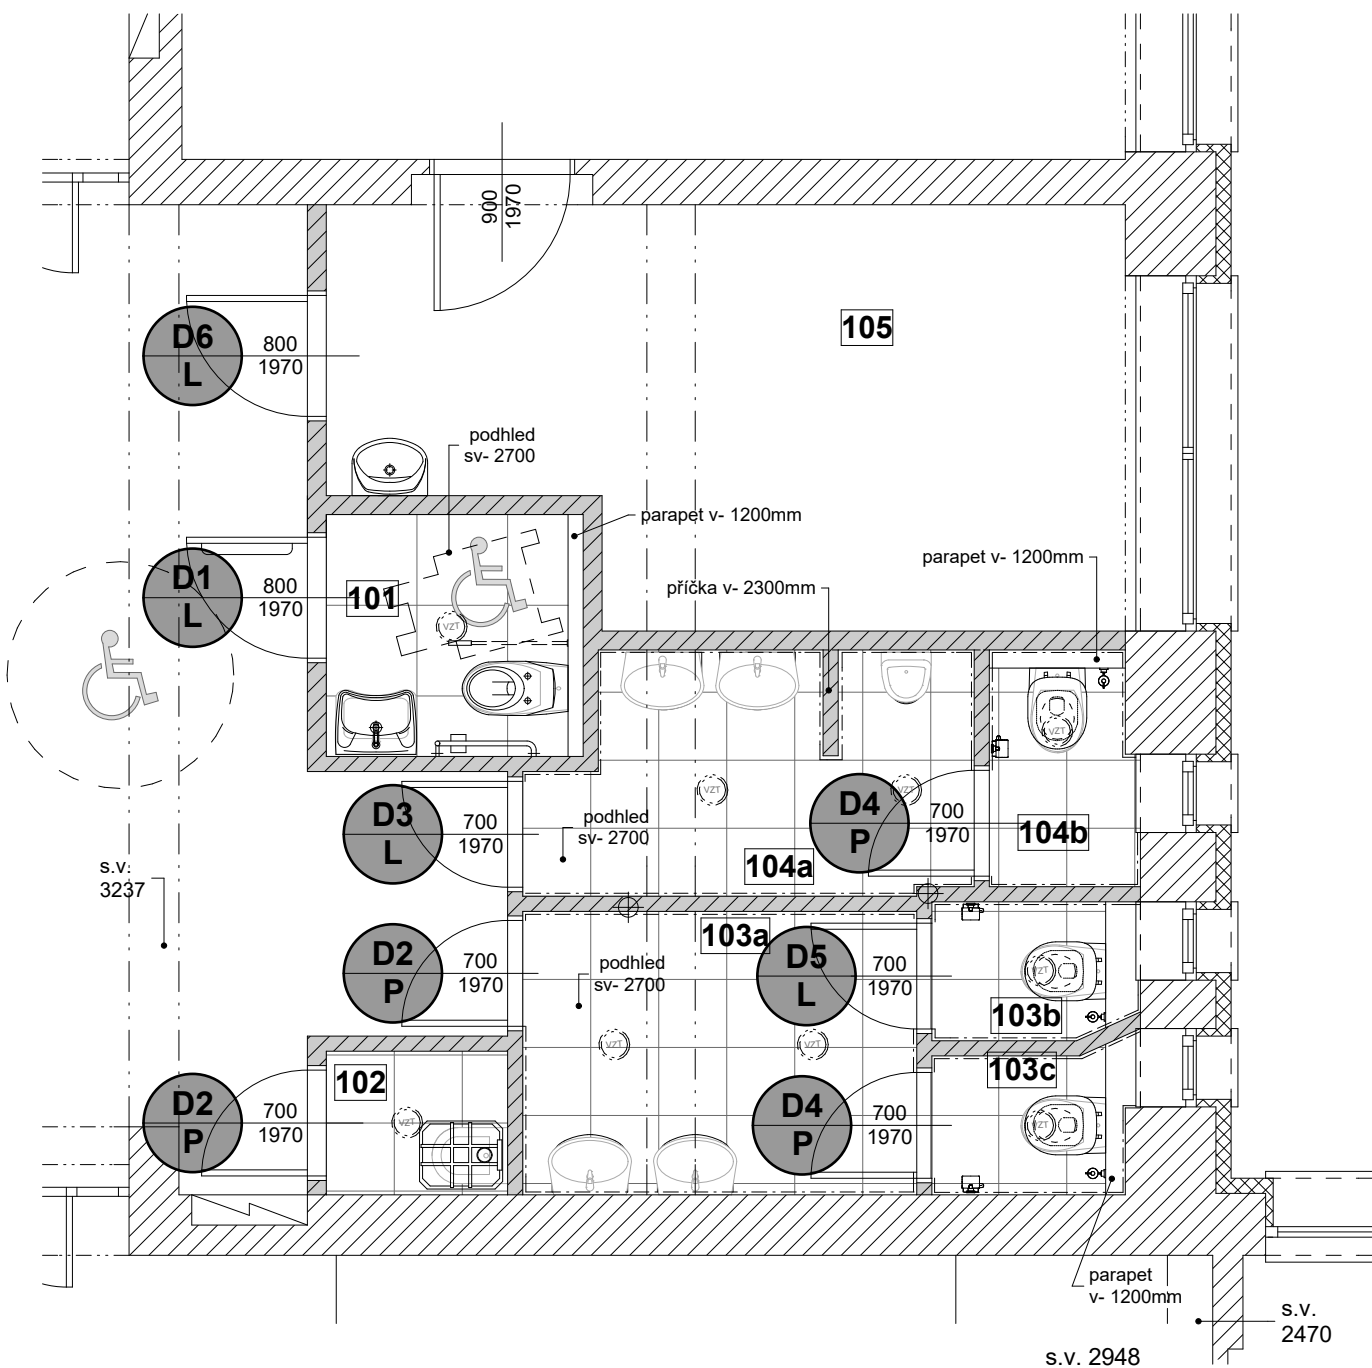 900
1970
105
D6
L
800
1970
podhled
sv- 2700
parapet v- 1200mm
parapet v- 1200mm
příčka v- 2300mm
D1
L
800
1970
101
VZT
VZT
D3
L
700
1970
podhled
sv- 2700
VZT
VZT
D4
P
700
1970
104b
104a
s.v.
3237
103a
D2
P
700
1970
podhled
sv- 2700
D5
L
700
1970
VZT
103b
VZT
VZT
103c
102
D2
P
700
1970
VZT
D4
P
700
1970
VZT
parapet
v- 1200mm
s.v.
2470
s.v. 2948